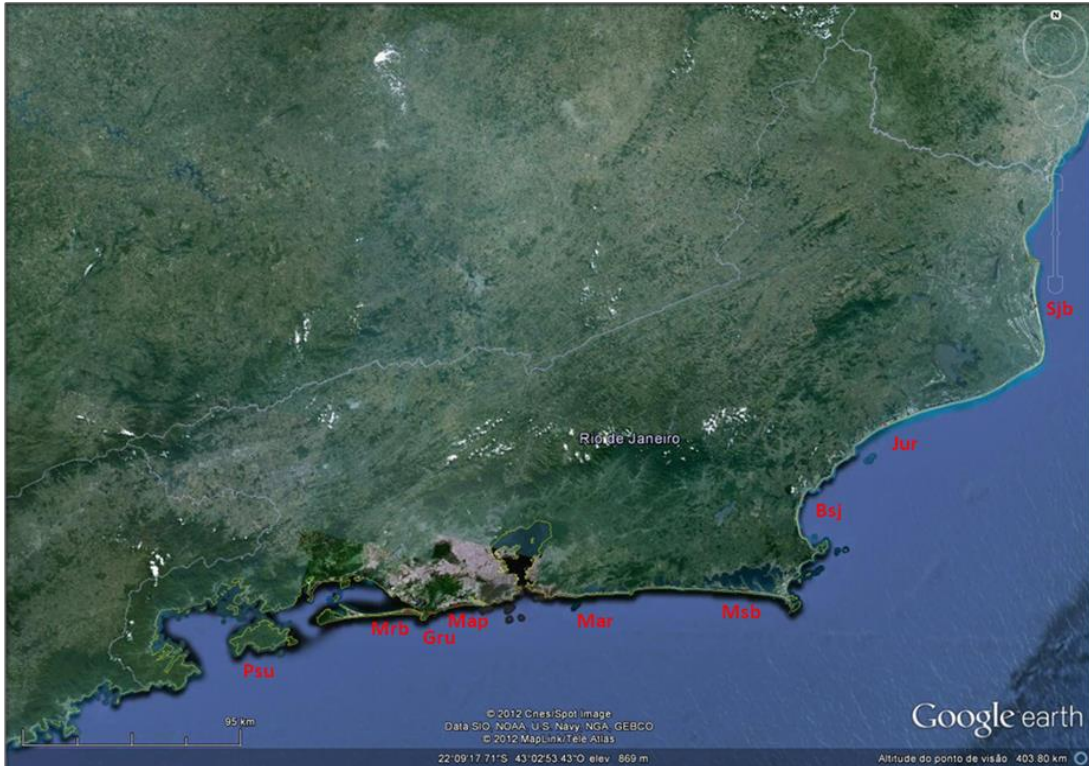 N
Sjb
Rio de Janeiro
Jur
Bsj
Mrb
Map
Gru
Mar
Msb
Psu
© 2012 Cnes/Spot Image
Data SIO, NOAA, U.S. Navy, NGA, GEBCO
© 2012 MapLink/Tele Atlas
Google earth
95 km
22°09'17.71"S 43°02'53.43"O elev 869 m
Altitude do ponto de visão 403.80 km